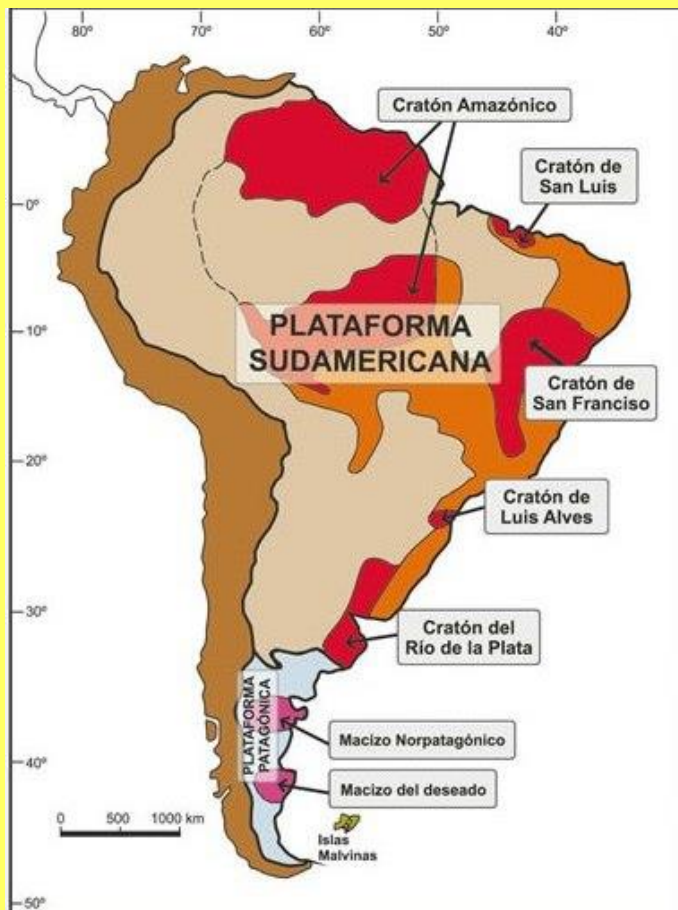 80º 70º 60º 50º 40º
Cratón Amazónico
Cratón de
San Luis
0º
PLATAFORMA
SUDAMERICANA
10º
Cratón de
San Franciso
20º
Cratón de
Luis Alves
30º
Cratón del
Río de la Plata
PLATAFORMA
PATAGÓNICA
Macizo Norpatagónico
40º
Macizo del deseado
0 500 1000 km
Islas
Malvinas
50º